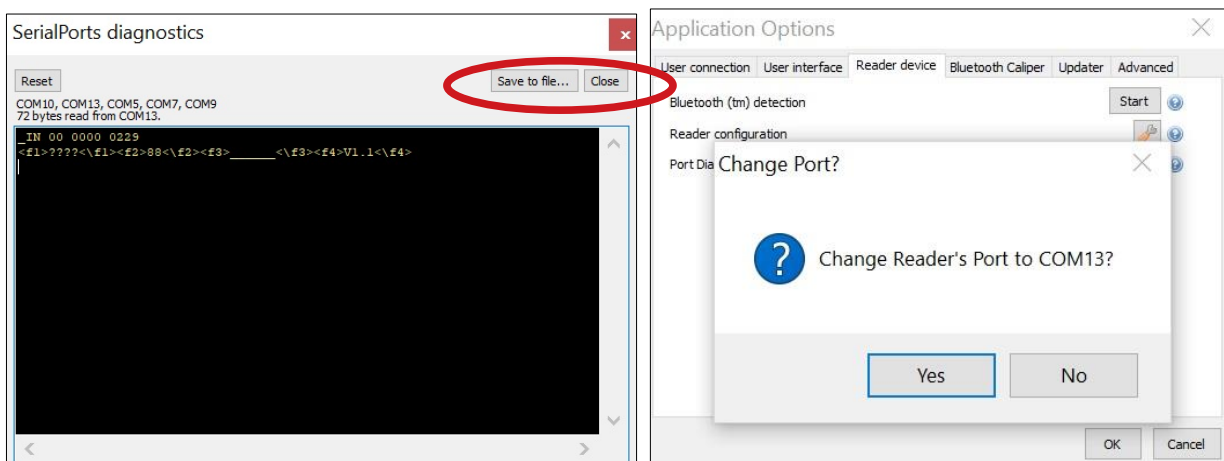 SerialPorts diagnostics
x
Reset
Save to file...
Close
COM10, COM13, COM5, COM7, COM9
72 bytes read from COM13.
_IN 00 0000 0229
<f1>????<\f1><f2>88<\f2><f3>______<\f3><f4>V1.1<\f4>
Application Options
User connection User interface Reader device Bluetooth Caliper Updater Advanced
Bluetooth (tm) detection
Start
Reader configuration
Port Dia
Change Port?
?
Change Reader's Port to COM13?
Yes
No
OK
Cancel